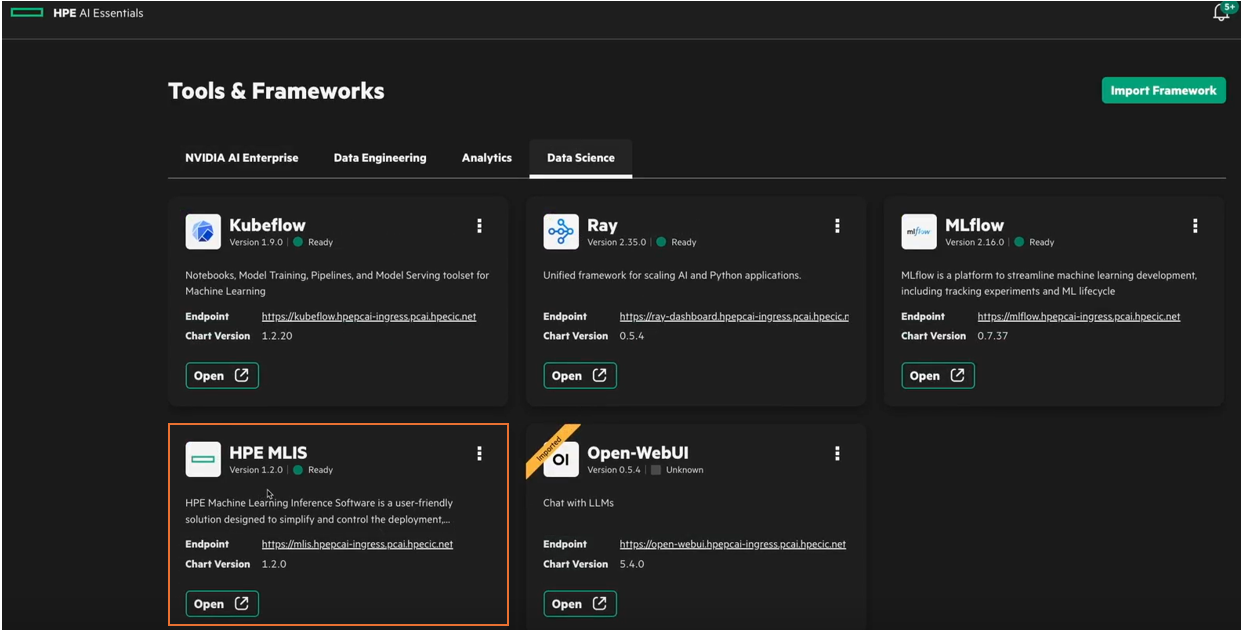 HPE AI Essentials
5+
Tools & Frameworks
Import Framework
NVIDIA AI Enterprise
Data Engineering
Analytics
Data Science
Kubeflow
Version 1.9.0 | Ready
Notebooks, Model Training, Pipelines, and Model Serving toolset for
Machine Learning
Endpoint https://kubeflow.hpepcai-ingress.pcai.hpecic.net
Chart Version 1.2.20
Open
Ray
Version 2.35.0 | Ready
Unified framework for scaling AI and Python applications.
Endpoint https://ray-dashboard.hpepcai-ingress.pcai.hpecic.n
Chart Version 0.5.4
Open
mlflow
MLflow
Version 2.16.0 | Ready
MLflow is a platform to streamline machine learning development,
including tracking experiments and ML lifecycle
Endpoint https://mlflow.hpepcai-ingress.pcai.hpecic.net
Chart Version 0.7.37
Open
HPE MLIS
Version 1.2.0 | Ready
HPE Machine Learning Inference Software is a user-friendly
solution designed to simplify and control the deployment,...
Endpoint https://mlis.hpepcai-ingress.pcai.hpecic.net
Chart Version 1.2.0
Open
Imported
OI
Open-WebUI
Version 0.5.4 | Unknown
Chat with LLMs
Endpoint https://open-webui.hpepcai-ingress.pcai.hpecic.net
Chart Version 5.4.0
Open